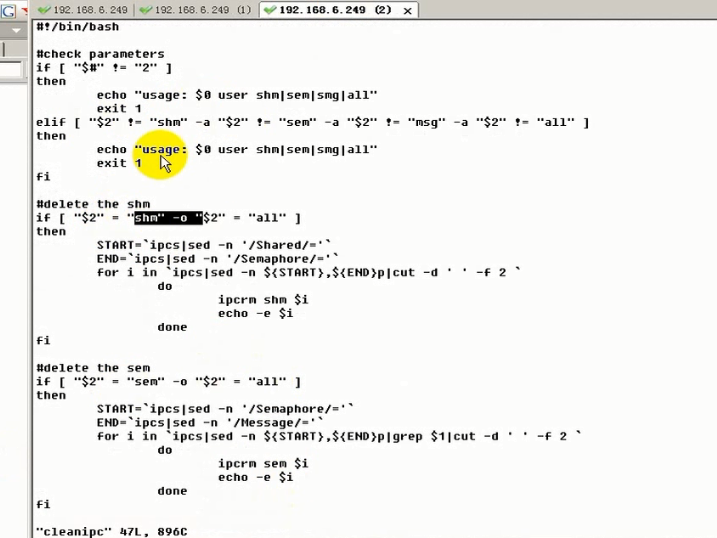 192.168.6.249
192.168.6.249 (1)
192.168.6.249 (2)
#!/bin/bash
#check parameters
if [ "$#" != "2" ]
then
echo "usage: $0 user shm|sem|smg|all"
exit 1
elif [ "$2" != "shm" -a "$2" != "sem" -a "$2" != "msg" -a "$2" != "all" ]
then
echo "usage: $0 user shm|sem|smg|all"
exit 1
fi
#delete the shm
if [ "$2" = "shm" -o "$2" = "all" ]
then
START=`ipcs|sed -n '/Shared/='`
END=`ipcs|sed -n '/Semaphore/='`
for i in `ipcs|sed -n ${START},${END}p|cut -d ' ' -f 2 `
do
ipcrm shm $i
echo -e $i
done
fi
#delete the sem
if [ "$2" = "sem" -o "$2" = "all" ]
then
START=`ipcs|sed -n '/Semaphore/='`
END=`ipcs|sed -n '/Message/='`
for i in `ipcs|sed -n ${START},${END}p|grep $1|cut -d ' ' -f 2 `
do
ipcrm sem $i
echo -e $i
done
fi
"cleanipc" 47L, 896C